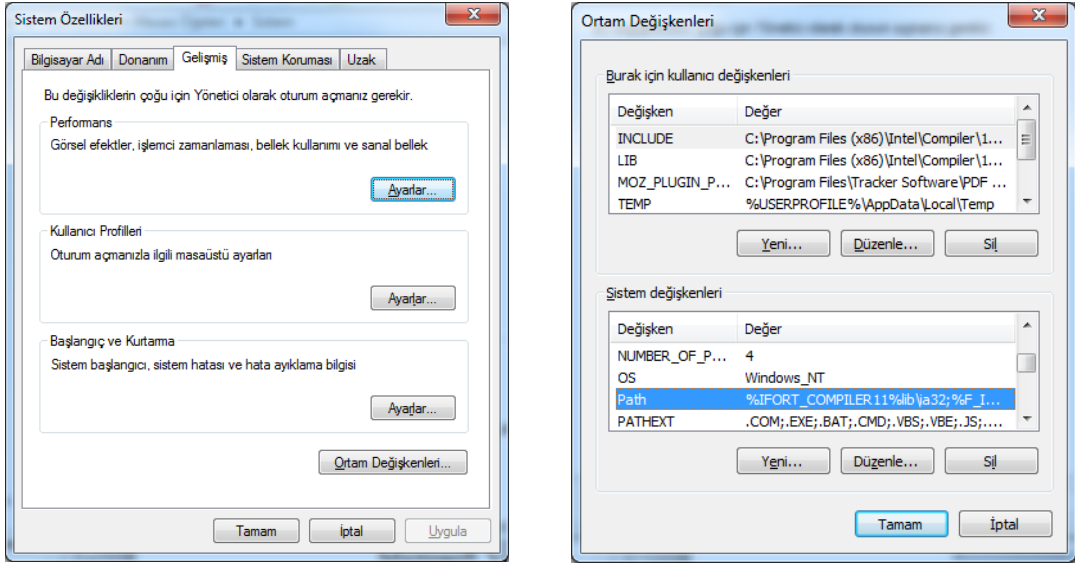 Sistem Özellikleri
Bilgisayar Adı Donanım Gelişmiş Sistem Koruması Uzak
Bu değişikliklerin çoğu için Yönetici olarak oturum açmanız gerekir.
Performans
Görsel efektler, işlemci zamanlaması, bellek kullanımı ve sanal bellek
Ayarlar...
Kullanıcı Profilleri
Oturum açmanızla ilgili masaüstü ayarları
Ayarlar...
Başlangıç ve Kurtarma
Sistem başlangıcı, sistem hatası ve hata ayıklama bilgisi
Ayarlar...
Ortam Değişkenleri...
Tamam İptal Uygula
Ortam Değişkenleri
Burak için kullanıcı değişkenleri
Değişken Değer
INCLUDE C:\Program Files (x86)\Intel\Compiler\1...
LIB C:\Program Files (x86)\Intel\Compiler\1...
MOZ_PLUGIN_P... C:\Program Files\Tracker Software\PDF ...
TEMP %USERPROFILE%\AppData\Local\Temp
Yeni... Düzenle... Sil
Sistem değişkenleri
Değişken Değer
NUMBER_OF_P... 4
OS Windows_NT
Path %IFORT_COMPILER11%lib\ia32;%F_I...
PATHEXT .COM;.EXE;.BAT;.CMD;.VBS;.VBE;.JS;....
Yeni... Düzenle... Sil
Tamam İptal